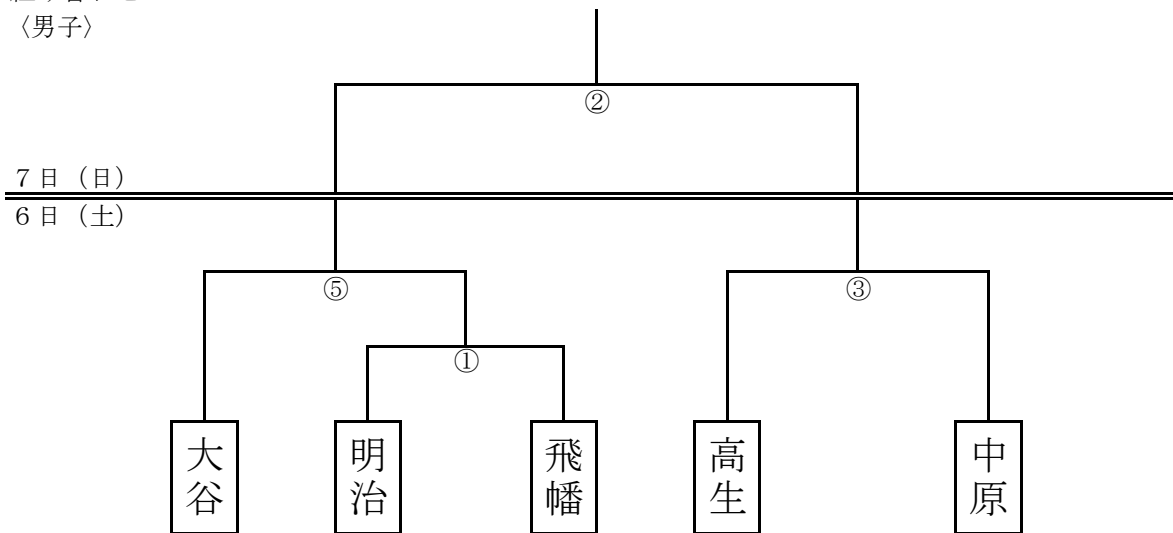 〈男子〉
②
7日（日）
6日（土）
⑤
③
①
大谷
明治
飛幡
高生
中原